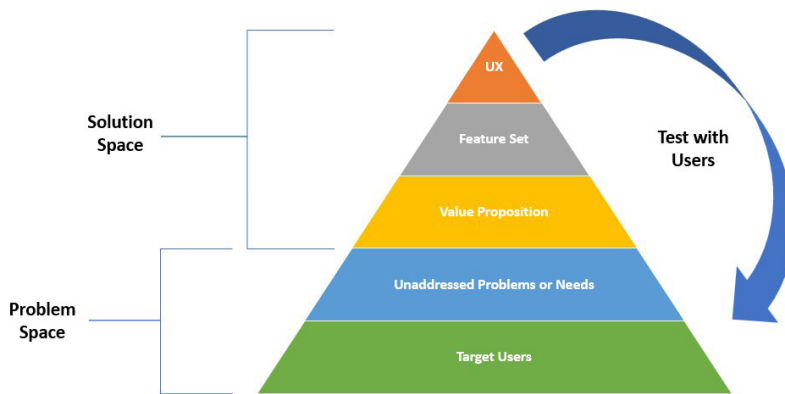 UX
Solution
Space
Feature Set
Test with
Users
Value Proposition
Unaddressed Problems or Needs
Problem
Space
Target Users